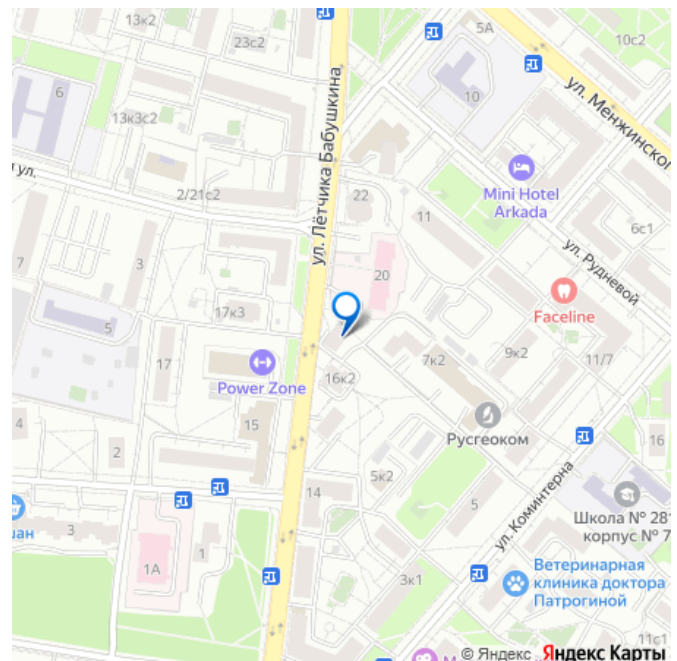 13к2
23с2
5А
10с2
6
13к3с2
10
ул. Менжинского
ул. Лётчика Бабушкина
ул.
2/21с2
22
11
Mini Hotel
Arkada
6с1
7
3
20
ул. Рудневой
17к3
Faceline
5
17
Power Zone
16к2
7к2
9к2
11/7
Русгеоком
4
2
15
16
5к2
14
5
ул. Коминтерна
Школа № 281
корпус № 7
3
1А
1
3к1
Ветеринарная
клиника доктора
Патрогиной
11с1
© Яндекс Яндекс Карты